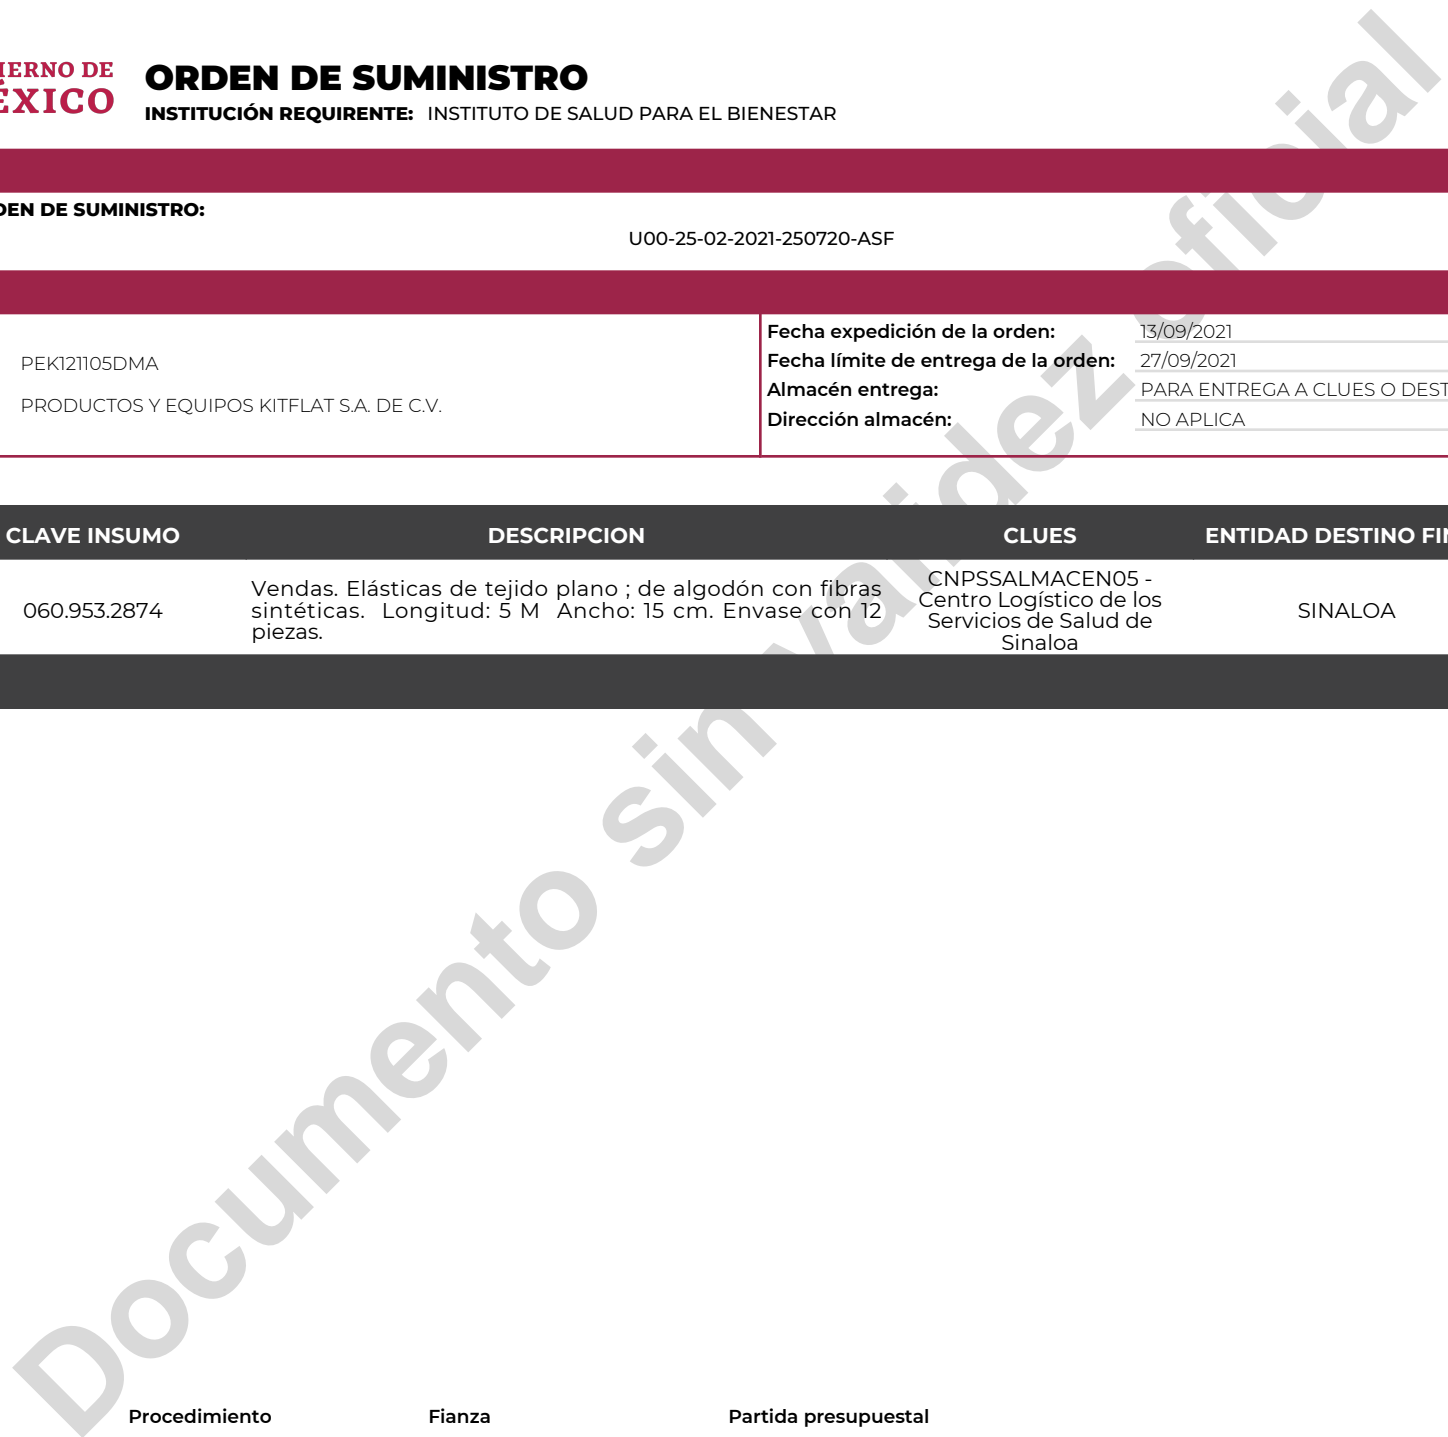 IERNO DE
ÉXICO
ORDEN DE SUMINISTRO
INSTITUCIÓN REQUIRENTE: INSTITUTO DE SALUD PARA EL BIENESTAR
DEN DE SUMINISTRO:
U00-25-02-2021-250720-ASF
PEK121105DMA
PRODUCTOS Y EQUIPOS KITFLAT S.A. DE C.V.
Fecha expedición de la orden: 13/09/2021
Fecha límite de entrega de la orden: 27/09/2021
Almacén entrega: PARA ENTREGA A CLUES O DEST
Dirección almacén: NO APLICA
CLAVE INSUMO DESCRIPCION CLUES ENTIDAD DESTINO FIN
060.953.2874
Vendas. Elásticas de tejido plano ; de algodón con fibras
sintéticas. Longitud: 5 M Ancho: 15 cm. Envase con 12
piezas.
CNPSSALMACEN05 -
Centro Logístico de los
Servicios de Salud de
Sinaloa
SINALOA
Documento sin validez oficial
Procedimiento Fianza Partida presupuestal